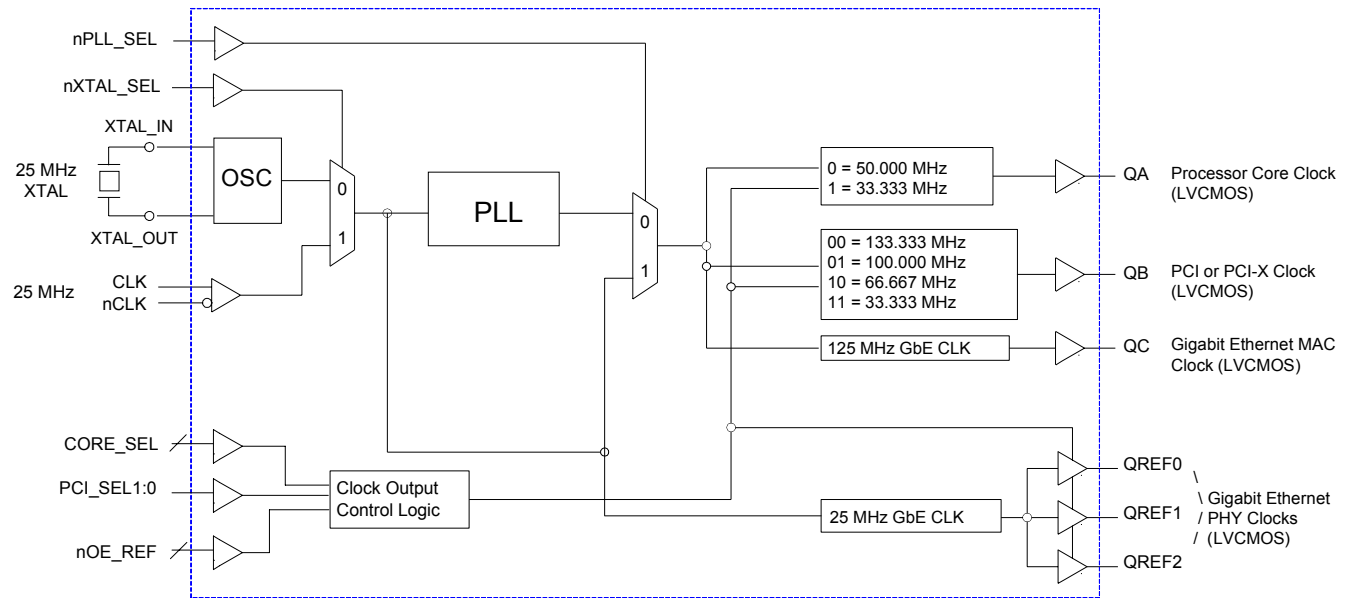 nPLL_SEL
nXTAL_SEL
XTAL_IN
25 MHz
XTAL
OSC
XTAL_OUT
CLK
25 MHz
nCLK
0
1
PLL
0
1
0 = 50.000 MHz
1 = 33.333 MHz
QA
Processor Core Clock
(LVCMOS)
00 = 133.333 MHz
01 = 100.000 MHz
10 = 66.667 MHz
11 = 33.333 MHz
QB
PCI or PCI-X Clock
(LVCMOS)
125 MHz GbE CLK
QC
Gigabit Ethernet MAC
Clock (LVCMOS)
CORE_SEL
PCI_SEL1:0
nOE_REF
Clock Output
Control Logic
25 MHz GbE CLK
QREF0
QREF1
QREF2
\
\ Gigabit Ethernet
/ PHY Clocks
/ (LVCMOS)